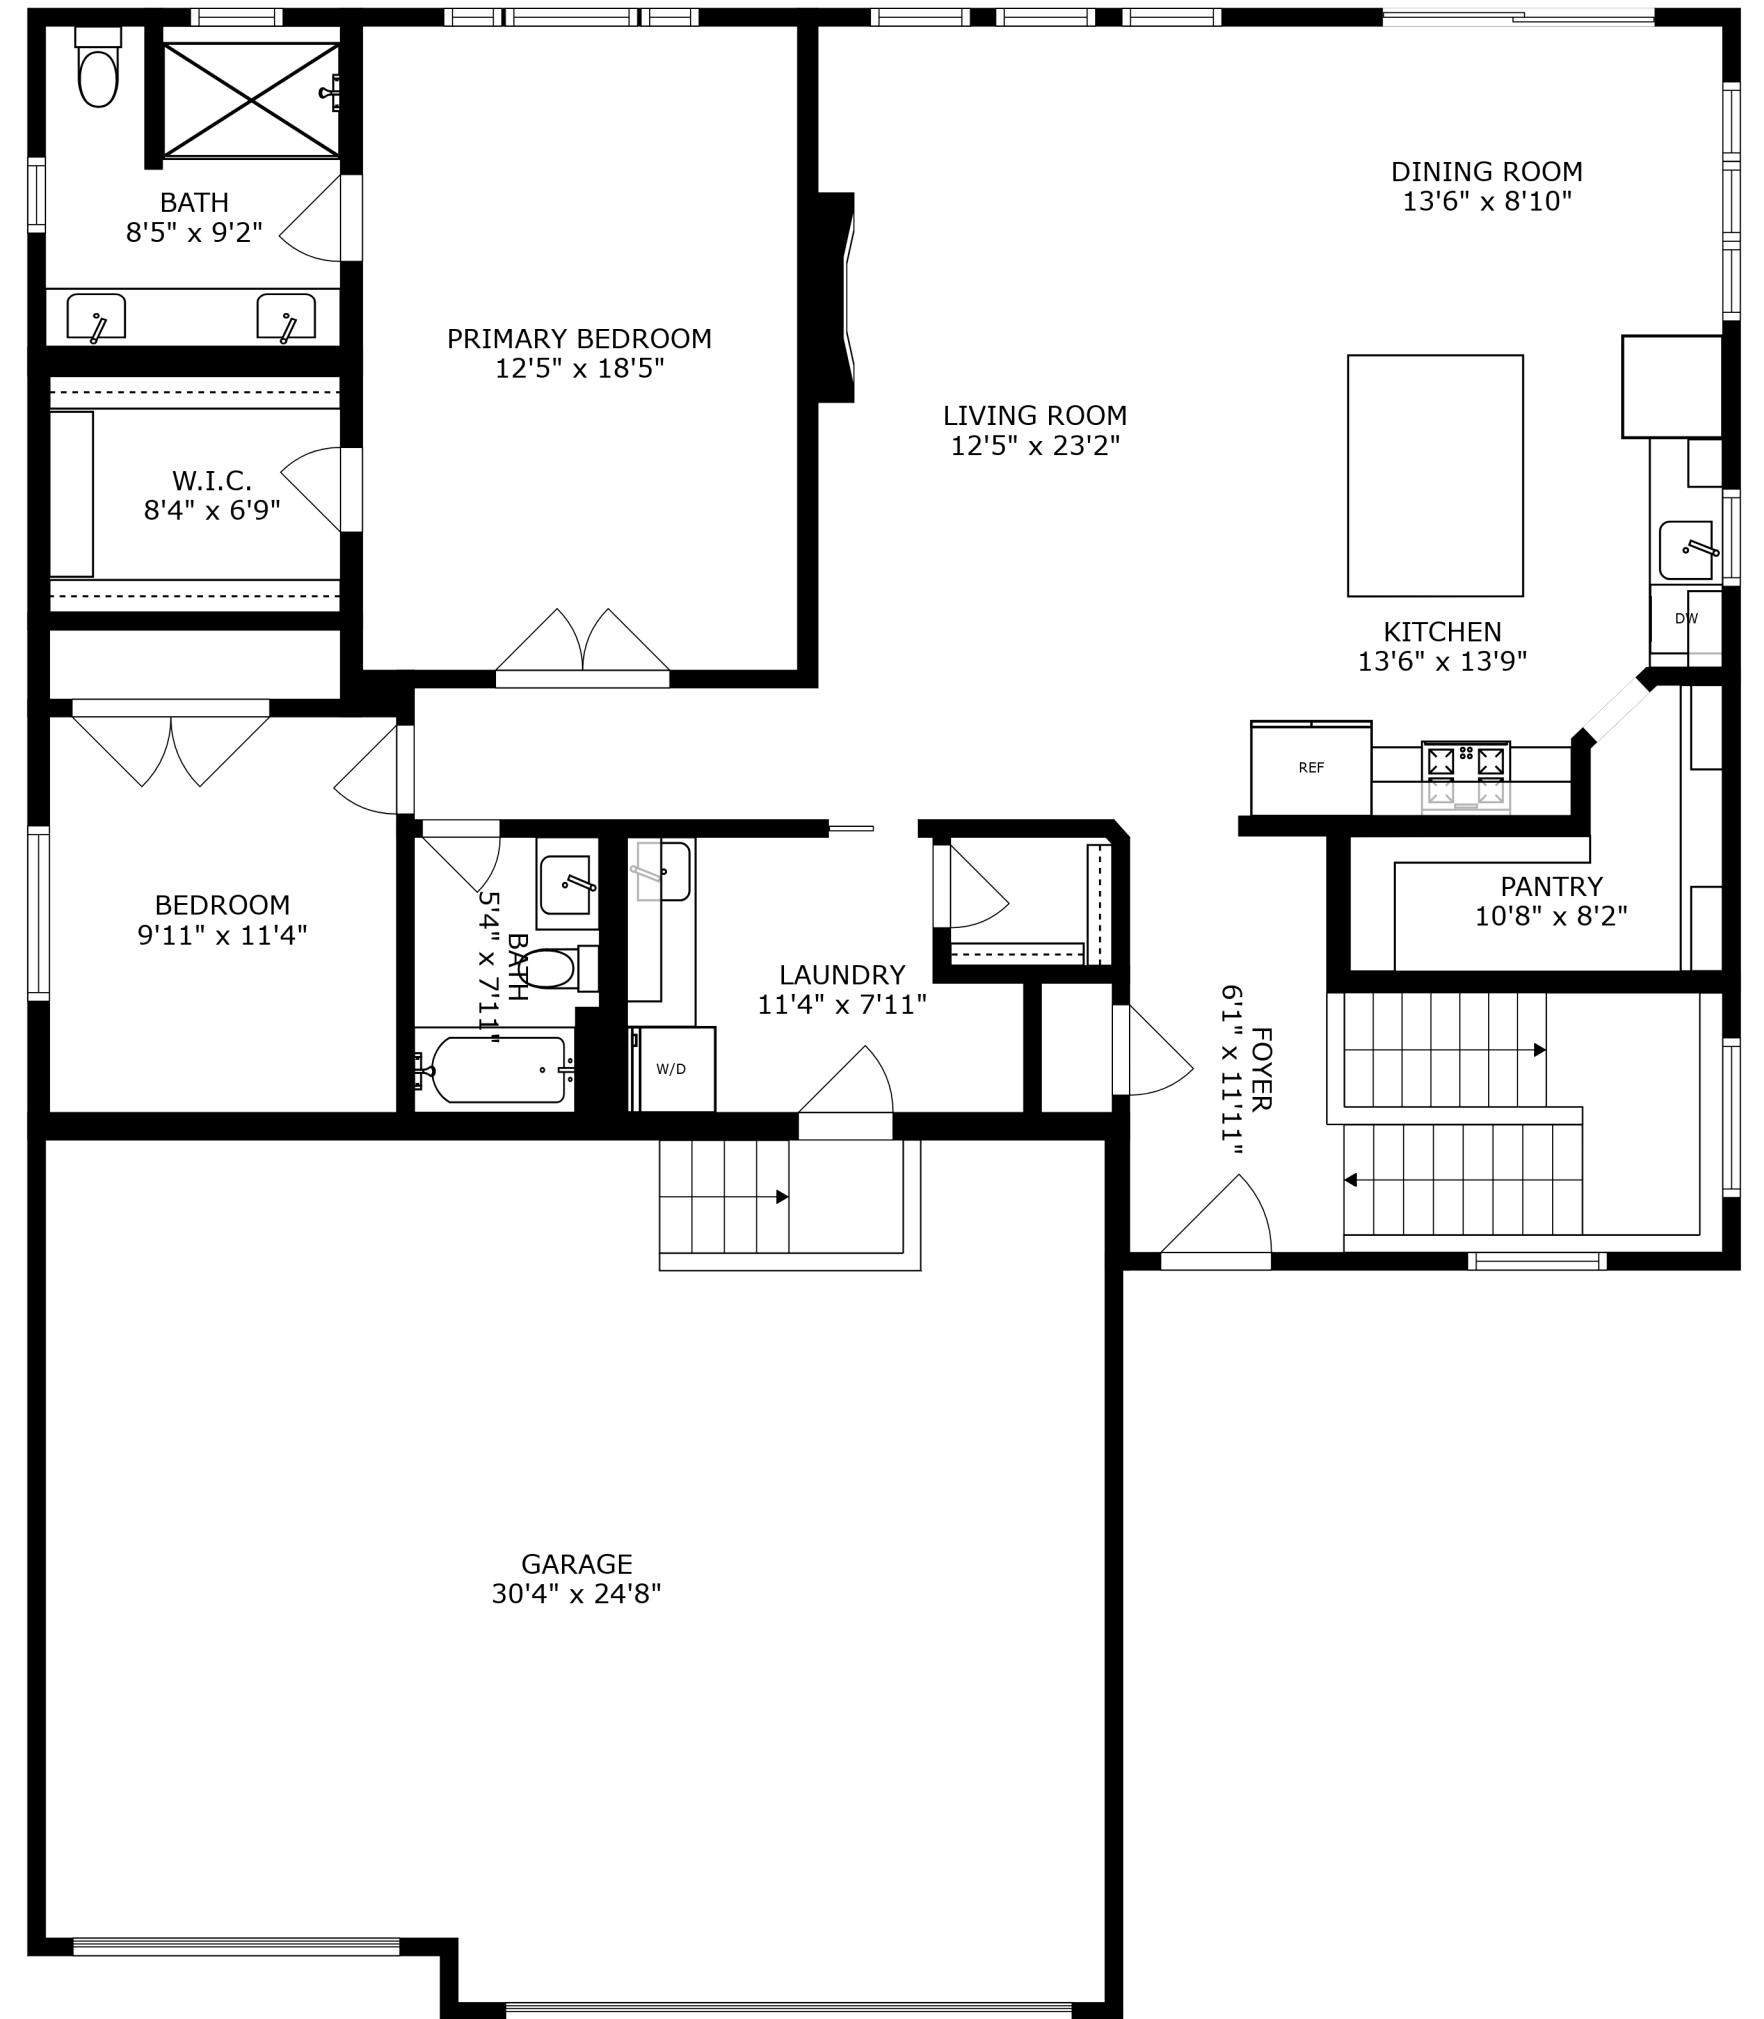 BATH
8'5" x 9'2"
DINING ROOM
13'6" x 8'10"
PRIMARY BEDROOM
12'5" x 18'5"
LIVING ROOM
12'5" x 23'2"
W.I.C.
8'4" x 6'9"
KITCHEN
13'6" x 13'9"
DW
REF
PANTRY
10'8" x 8'2"
BEDROOM
9'11" x 11'4"
BATH
5'4" x 7'11"
LAUNDRY
11'4" x 7'11"
W/D
FOYER
6'1" x 11'11"
GARAGE
30'4" x 24'8"